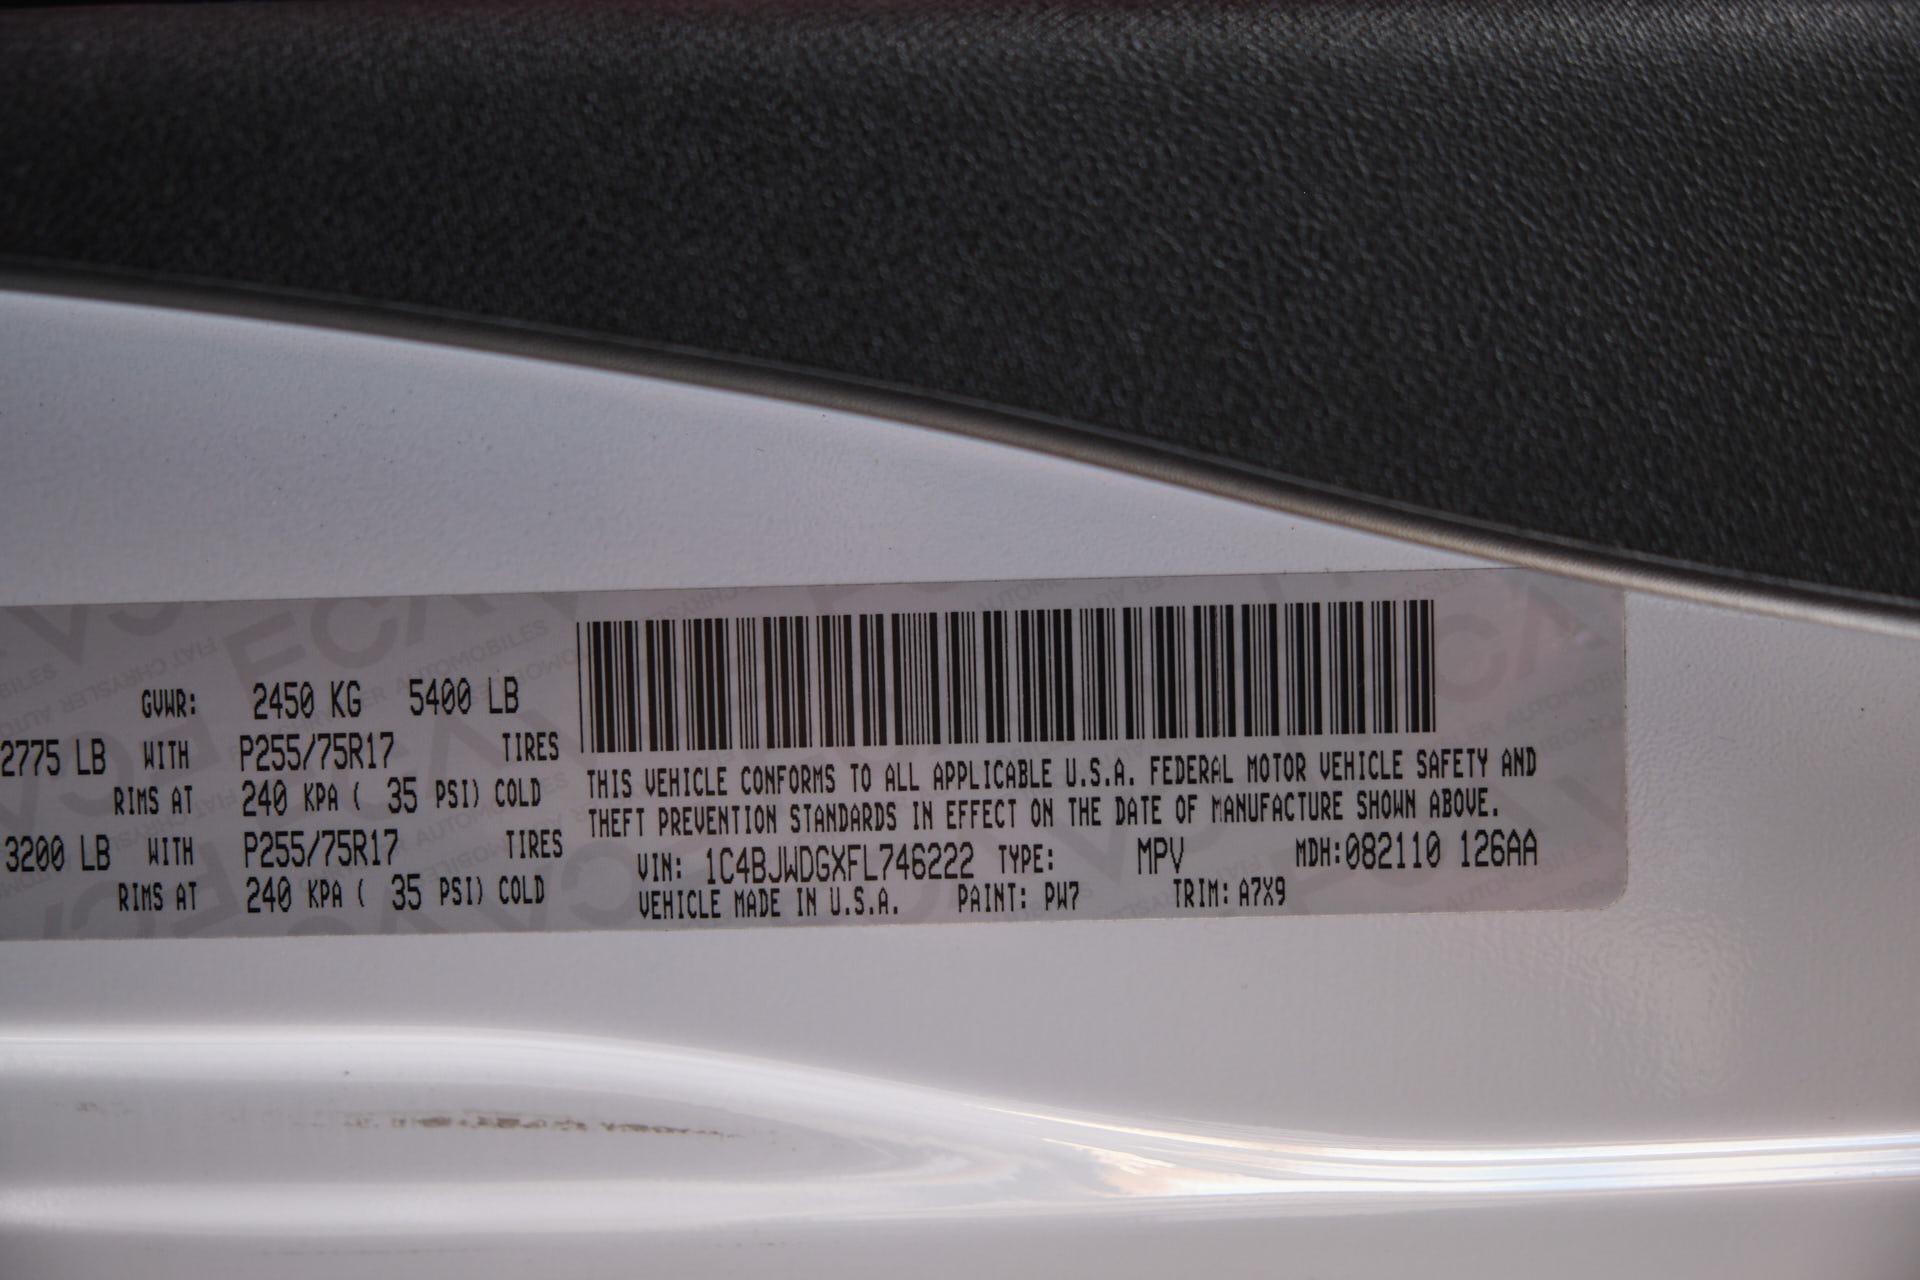 GVWR: 2450 KG 5400 LB
2775 LB WITH P255/75R17 TIRES
RIMS AT 240 KPA ( 35 PSI) COLD
3200 LB WITH P255/75R17 TIRES
RIMS AT 240 KPA ( 35 PSI) COLD
THIS VEHICLE CONFORMS TO ALL APPLICABLE U.S.A. FEDERAL MOTOR VEHICLE SAFETY AND
THEFT PREVENTION STANDARDS IN EFFECT ON THE DATE OF MANUFACTURE SHOWN ABOVE.
VIN: 1C4BJWDGXFL746222 TYPE: MPV MDH:082110 126AA
VEHICLE MADE IN U.S.A. PAINT: PW7 TRIM: A7X9